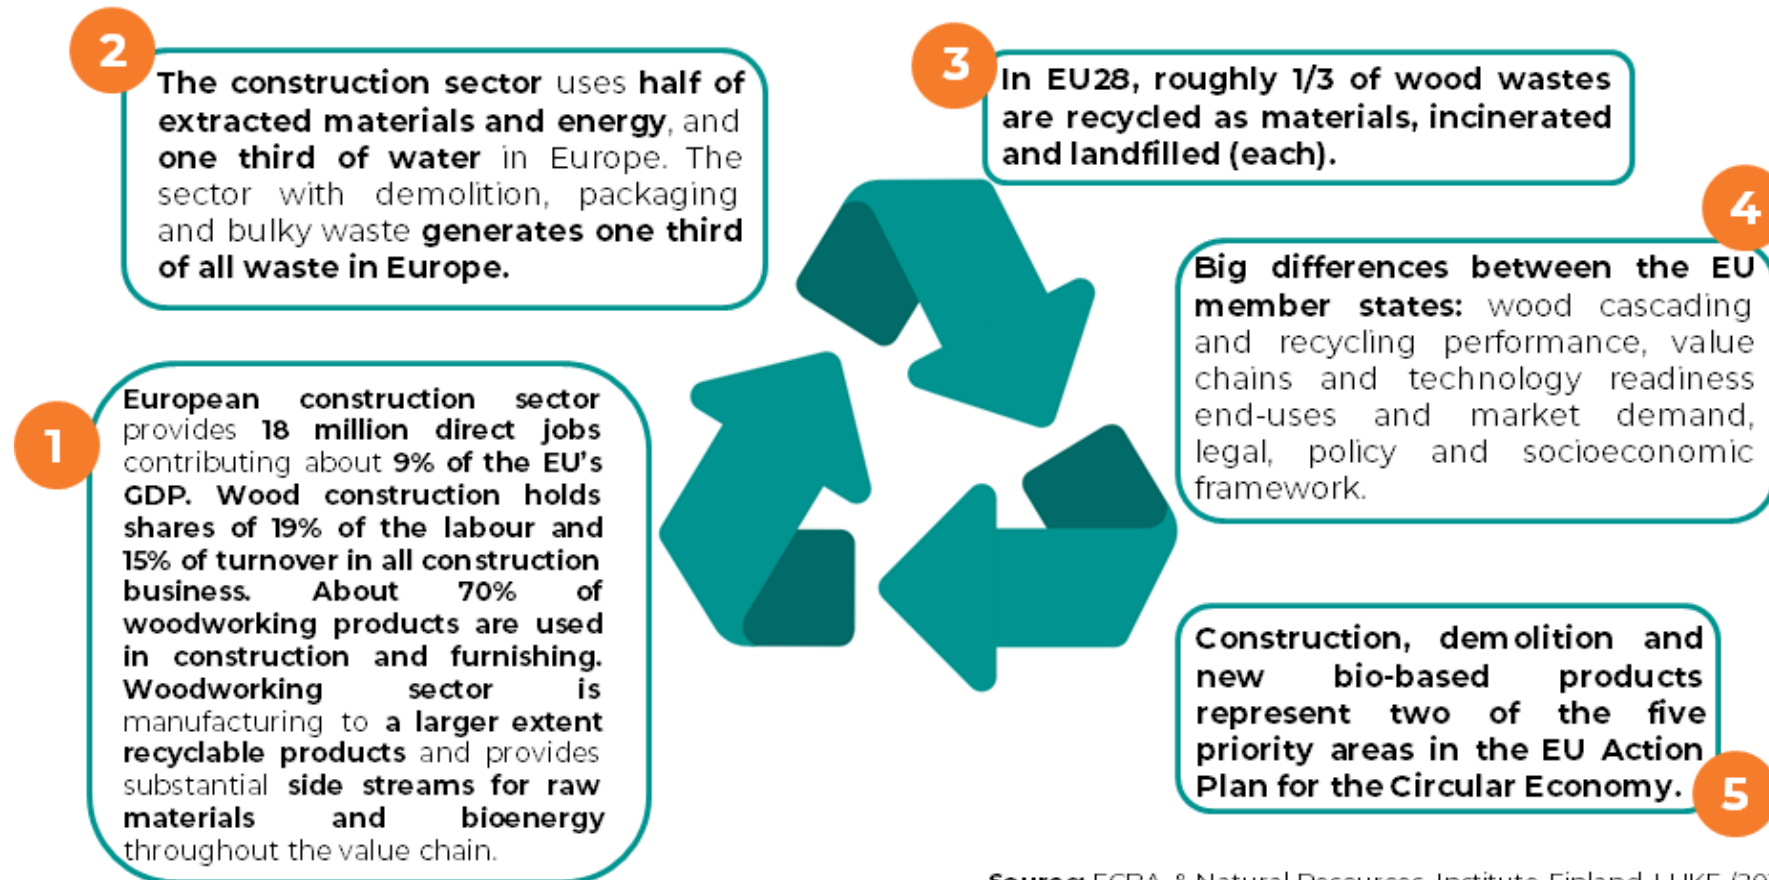 2
The construction sector uses half of
extracted materials and energy, and
one third of water in Europe. The
sector with demolition, packaging
and bulky waste generates one third
of all waste in Europe.
3
In EU28, roughly 1/3 of wood wastes
are recycled as materials, incinerated
and landfilled (each).
4
Big differences between the EU
member states: wood cascading
and recycling performance, value
chains and technology readiness
end-uses and market demand,
legal, policy and socioeconomic
framework.
1
European construction sector
provides 18 million direct jobs
contributing about 9% of the EU's
GDP. Wood construction holds
shares of 19% of the labour and
15% of turnover in all construction
business. About 70% of
woodworking products are used
in construction and furnishing.
Woodworking sector is
manufacturing to a larger extent
recyclable products and provides
substantial side streams for raw
materials and bioenergy
throughout the value chain.
Construction, demolition and
new bio-based products
represent two of the five
priority areas in the EU Action
Plan for the Circular Economy.
5
Source: ECRA & Natural Resources Institute Finland LUKE